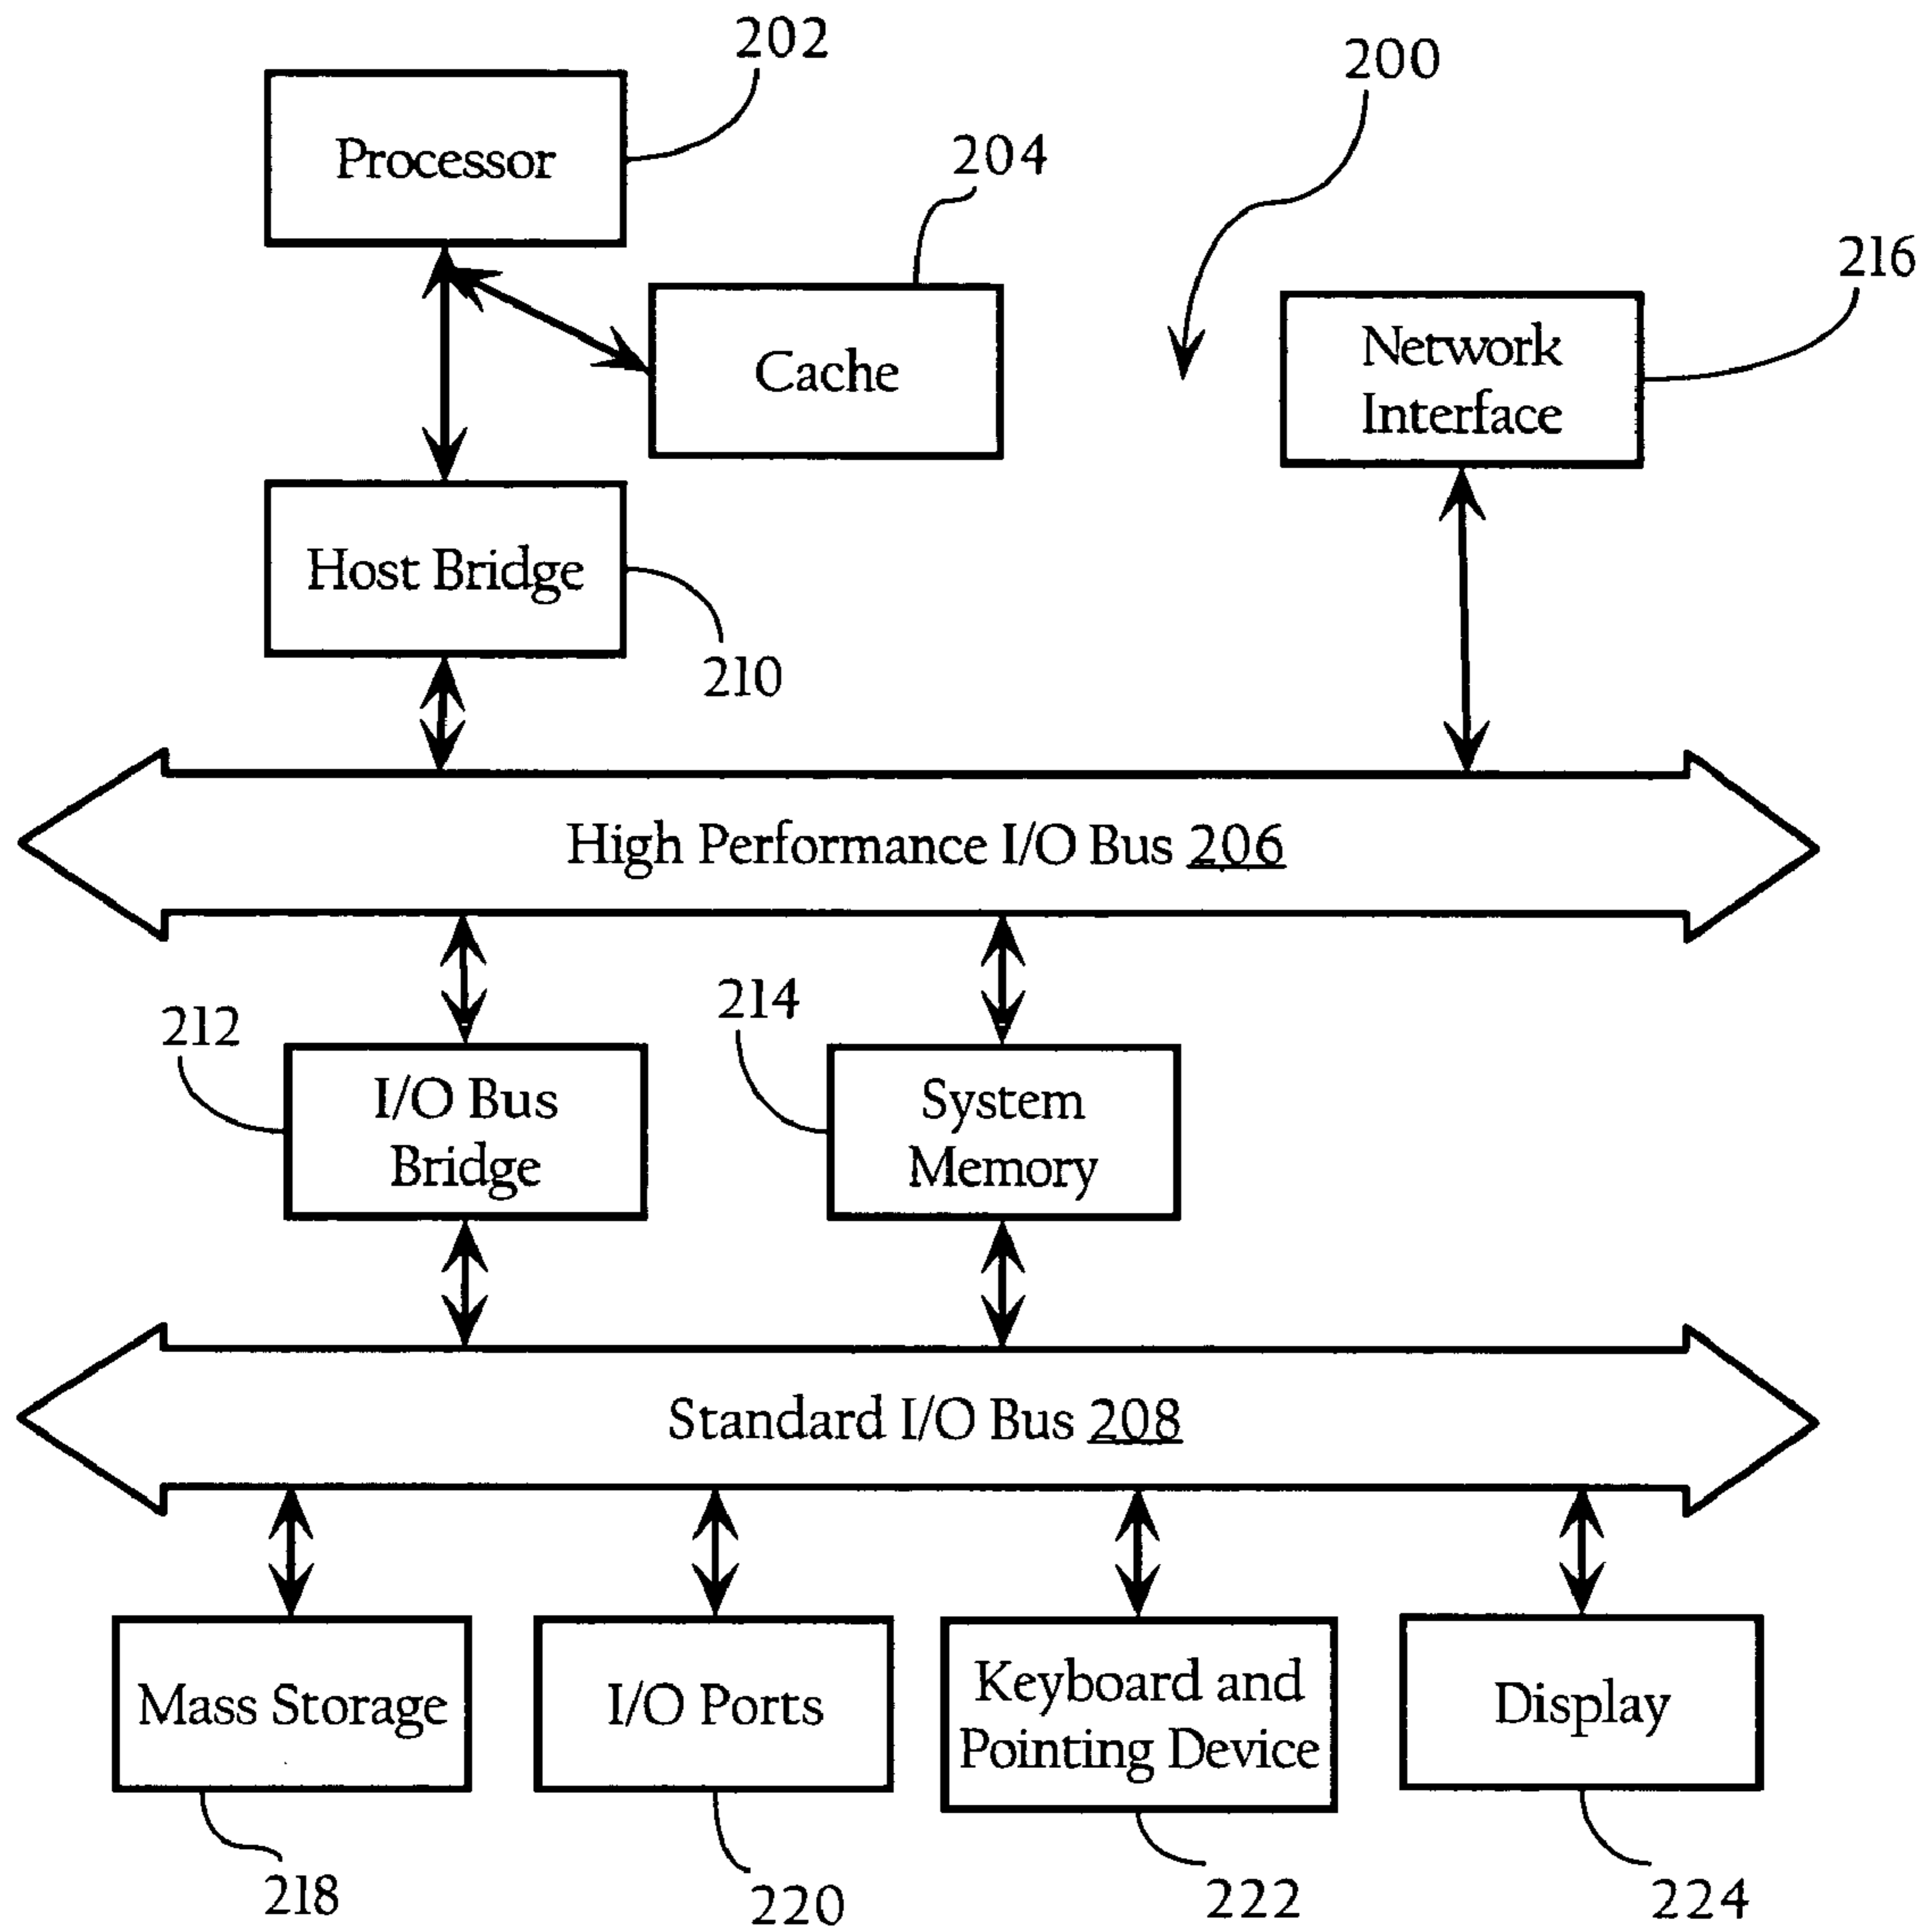 202
200
Processor
204
216
Network
Interface
Cache
Host Bridge
210
High Performance I/O Bus 206
212
214
I/O Bus
Bridge
System
Memory
Standard I/O Bus 208
Mass Storage
I/O Ports
Keyboard and
Pointing Device
Display
218
220
222
224